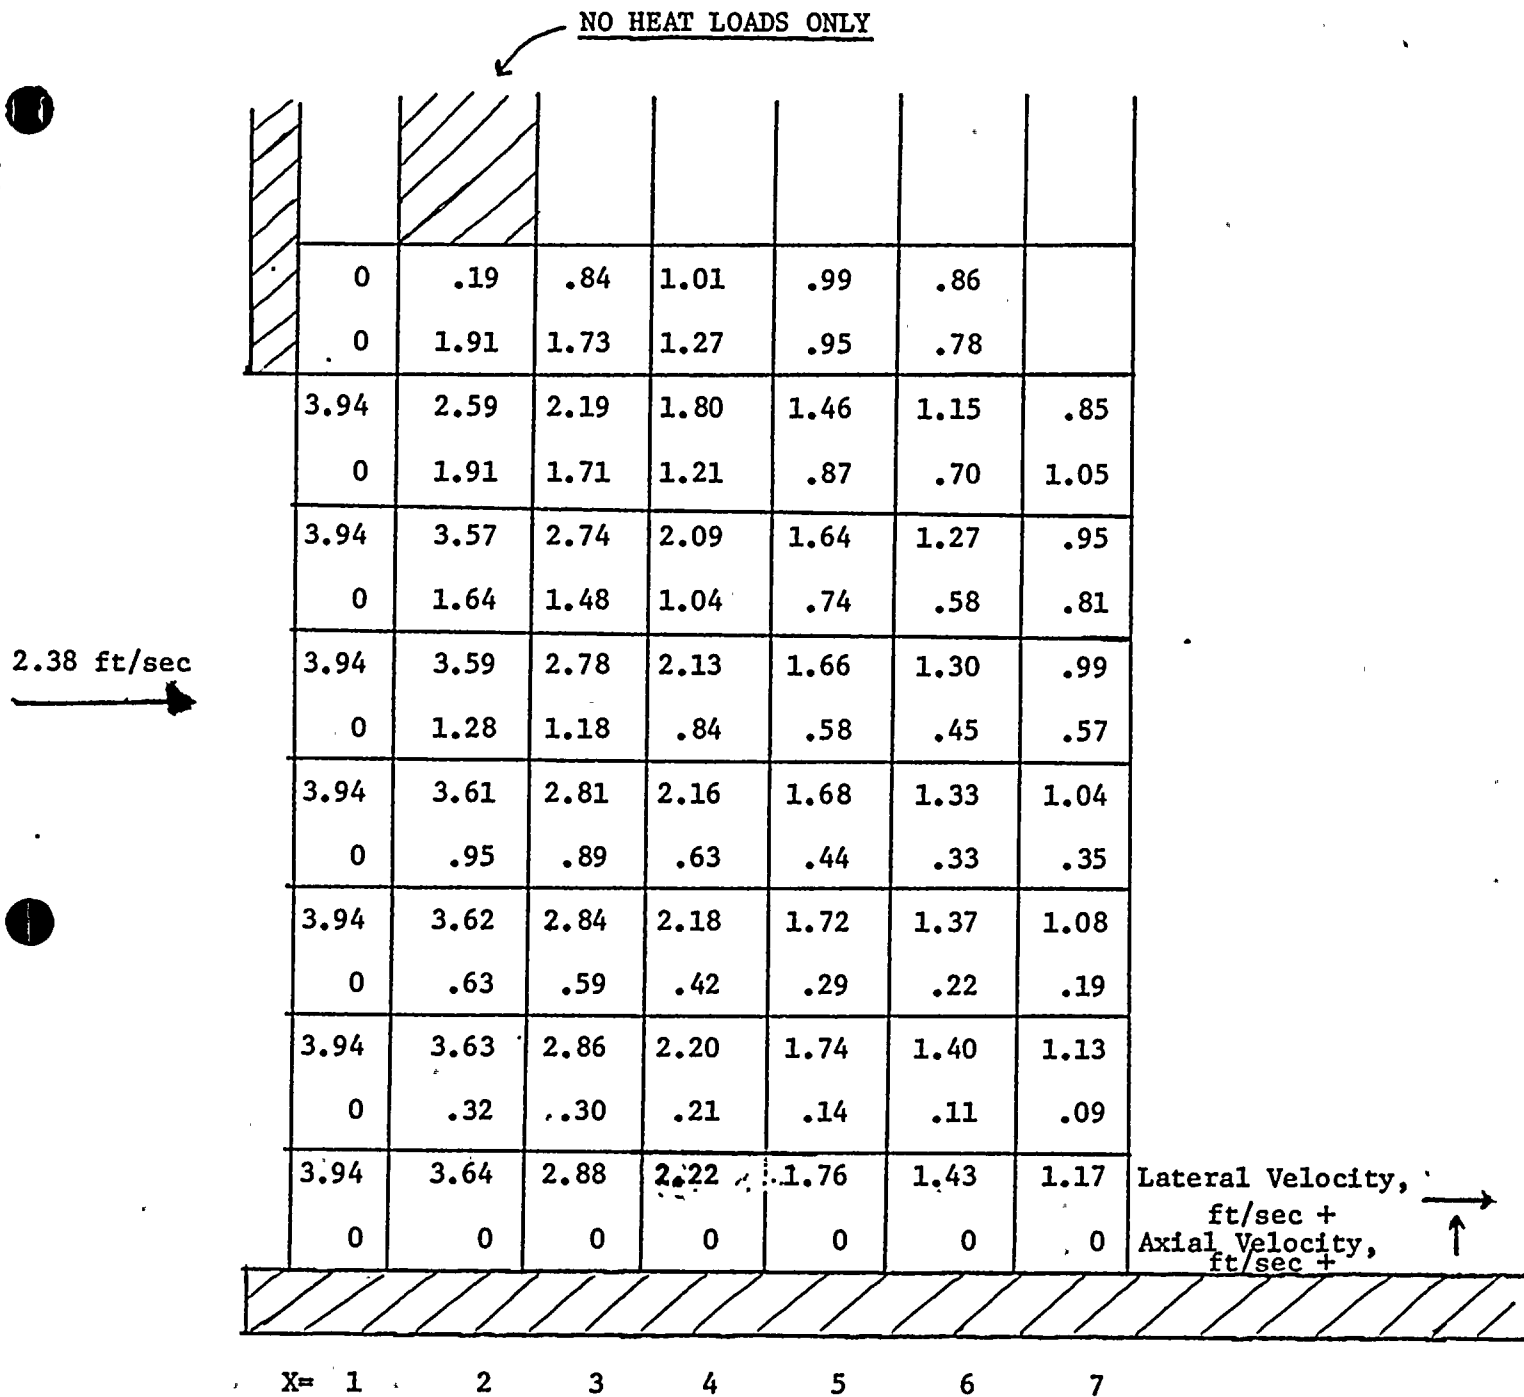 NO HEAT LOADS ONLY
0 .19 .84 1.01 .99 .86
0 1.91 1.73 1.27 .95 .78
3.94 2.59 2.19 1.80 1.46 1.15 .85
0 1.91 1.71 1.21 .87 .70 1.05
3.94 3.57 2.74 2.09 1.64 1.27 .95
0 1.64 1.48 1.04 .74 .58 .81
2.38 ft/sec
3.94 3.59 2.78 2.13 1.66 1.30 .99
0 1.28 1.18 .84 .58 .45 .57
3.94 3.61 2.81 2.16 1.68 1.33 1.04
0 .95 .89 .63 .44 .33 .35
3.94 3.62 2.84 2.18 1.72 1.37 1.08
0 .63 .59 .42 .29 .22 .19
3.94 3.63 2.86 2.20 1.74 1.40 1.13
0 .32 .30 .21 .14 .11 .09
3.94 3.64 2.88 2.22 1.76 1.43 1.17
0 0 0 0 0 0 0
Lateral Velocity,
ft/sec +
Axial Velocity,
ft/sec +
X= 1 2 3 4 5 6 7